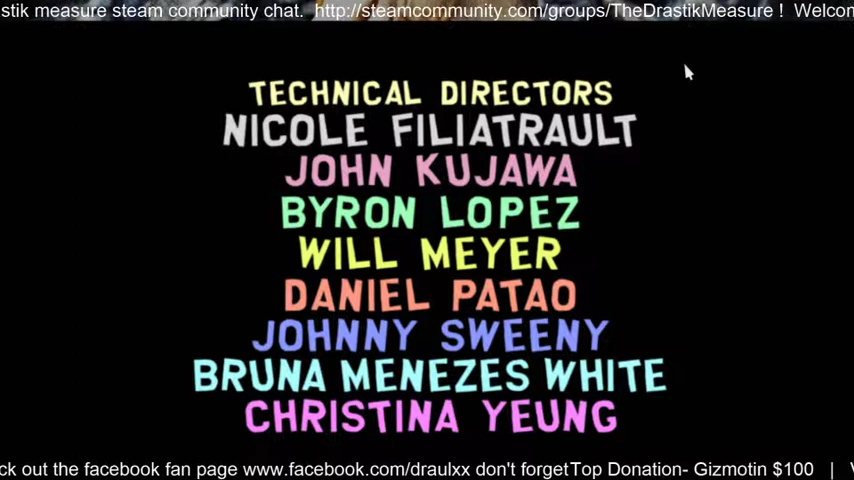 stik measure steam community chat. http://steamcommunity.com/groups/TheDrastikMeasure ! Welcon
TECHNICAL DIRECTORS
NICOLE FILIATRAULT
JOHN KUJAWA
BYRON LOPEZ
WILL MEYER
DANIEL PATAO
JOHNNY SWEENY
BRUNA MENEZES WHITE
CHRISTINA YEUNG
ck out the facebook fan page www.facebook.com/draulxx don't forgetTop Donation- Gizmotin $100 | V